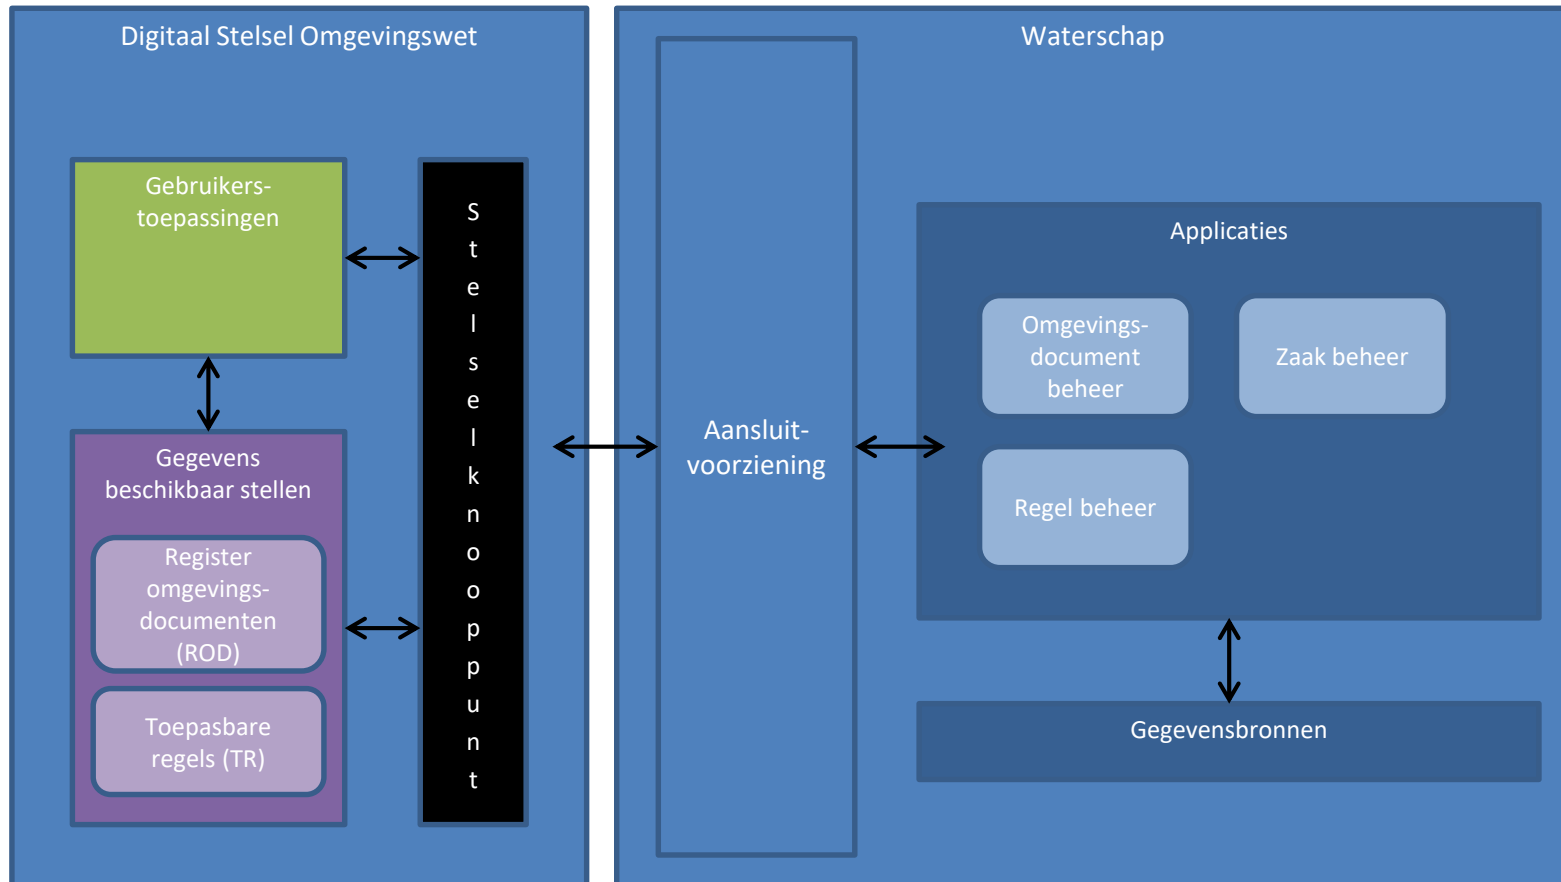 Digitaal Stelsel Omgevingswet
Gebruikers-
toepassingen
Gegevens
beschikbaar stellen
Register
omgevings-
documenten
(ROD)
Toepasbare
regels (TR)
S
t
e
l
s
e
l
k
n
o
o
p
p
u
n
t
Waterschap
Aansluit-
voorziening
Applicaties
Omgevings-
document
beheer
Zaak beheer
Regel beheer
Gegevensbronnen